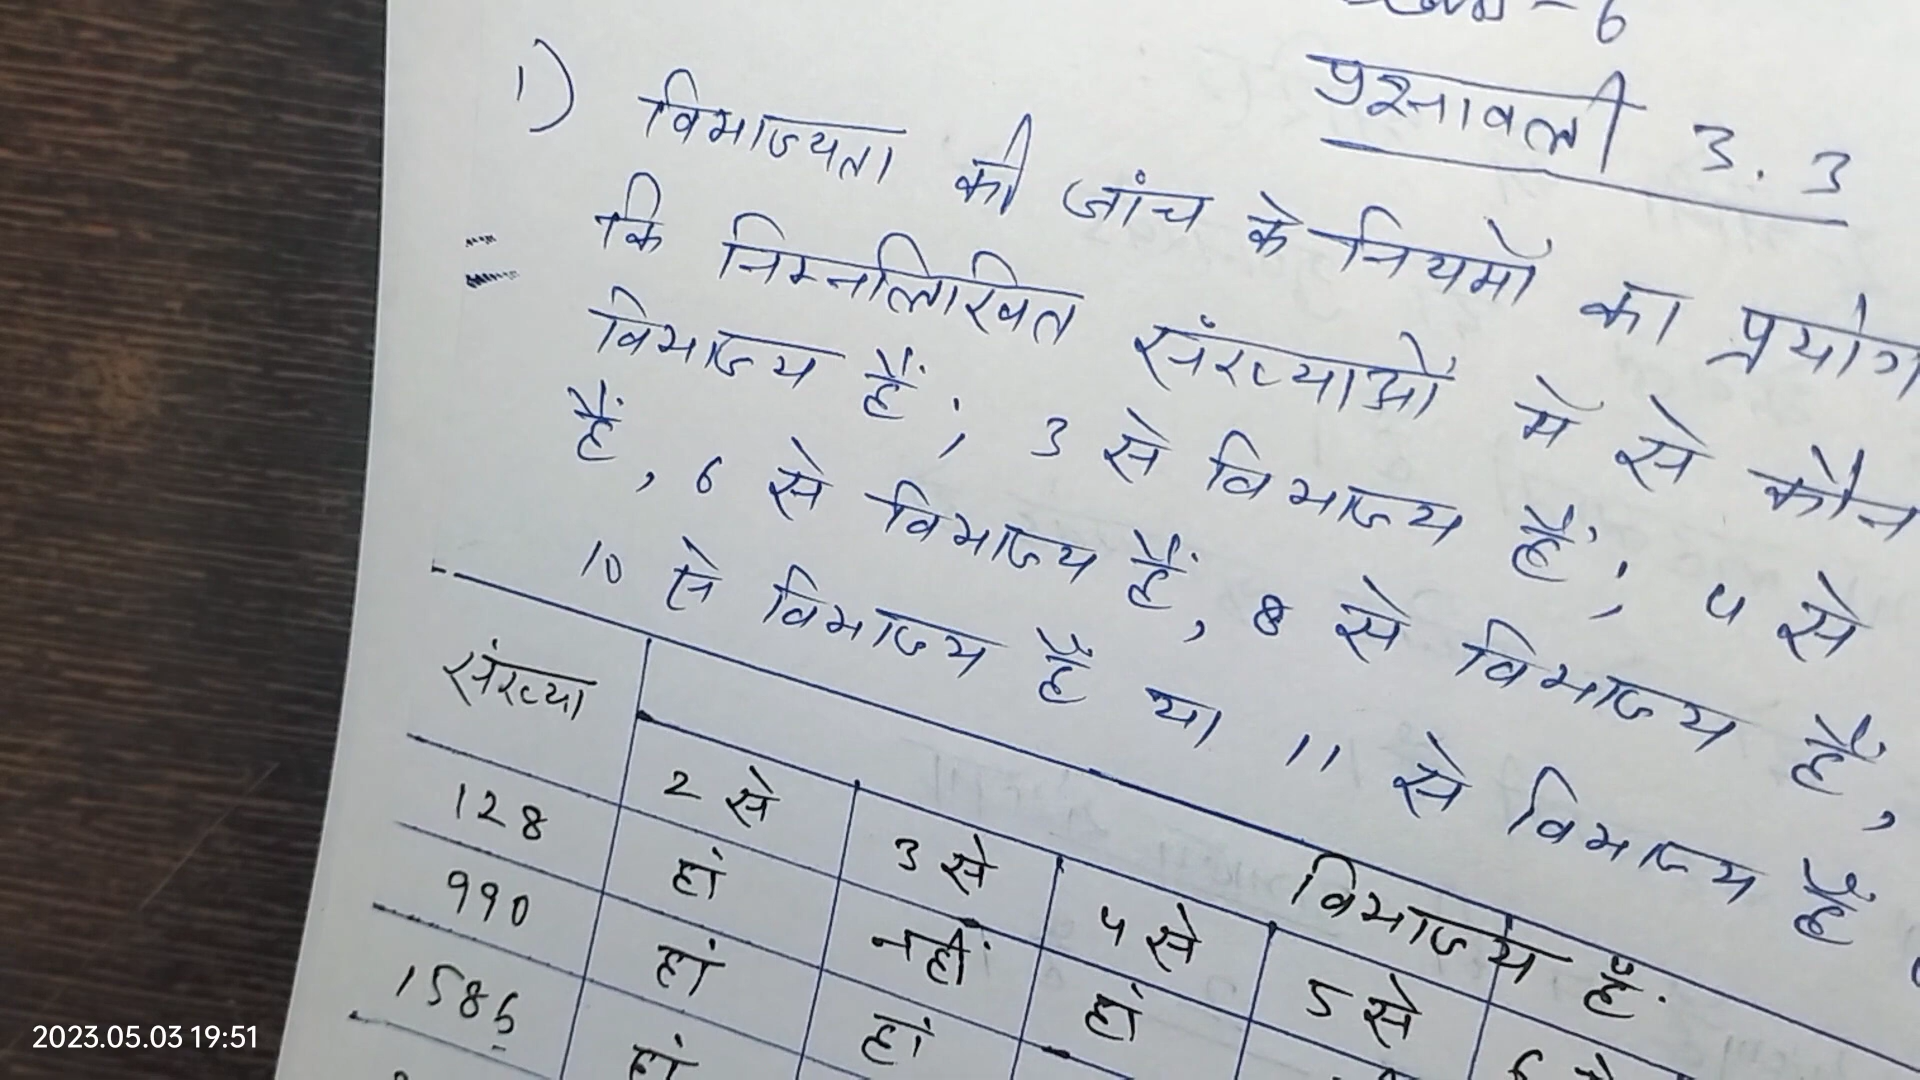 - 6
प्रश्नावली 3.3
1) विभाज्यता की जांच के नियमों का प्रयोग
कि निम्नलिखित संख्याओं में से कौन
विभाज्य हैं; 3 से विभाज्य हैं; 4 से
हैं, 6 से विभाज्य हैं, 8 से विभाज्य हैं,
10 से विभाज्य हैं या 11 से विभाज्य हैं
संख्या विभाज्य हैं
2 से 3 से 4 से 5 से
128 हां नहीं हां
990 हां हां
1586 हां
2023.05.03 19:51